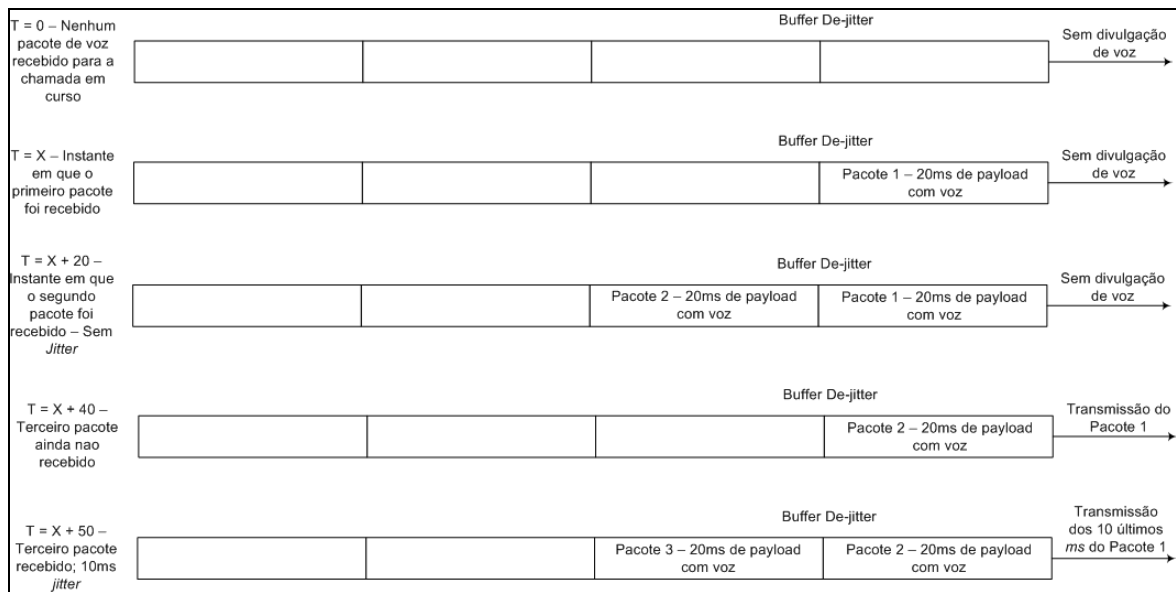 T = 0 – Nenhum
pacote de voz
recebido para a
chamada em
curso
Buffer De-jitter
Sem divulgação
de voz
T = X – Instante
em que o
primeiro pacote
foi recebido
Buffer De-jitter
Pacote 1 – 20ms de payload
com voz
Sem divulgação
de voz
T = X + 20 –
Instante em que
o segundo
pacote foi
recebido – Sem
Jitter
Buffer De-jitter
Pacote 2 – 20ms de payload
com voz
Pacote 1 – 20ms de payload
com voz
Sem divulgação
de voz
T = X + 40 –
Terceiro pacote
ainda nao
recebido
Buffer De-jitter
Pacote 2 – 20ms de payload
com voz
Transmissão do
Pacote 1
T = X + 50 –
Terceiro pacote
recebido; 10ms
jitter
Buffer De-jitter
Pacote 3 – 20ms de payload
com voz
Pacote 2 – 20ms de payload
com voz
Transmissão
dos 10 últimos
ms do Pacote 1